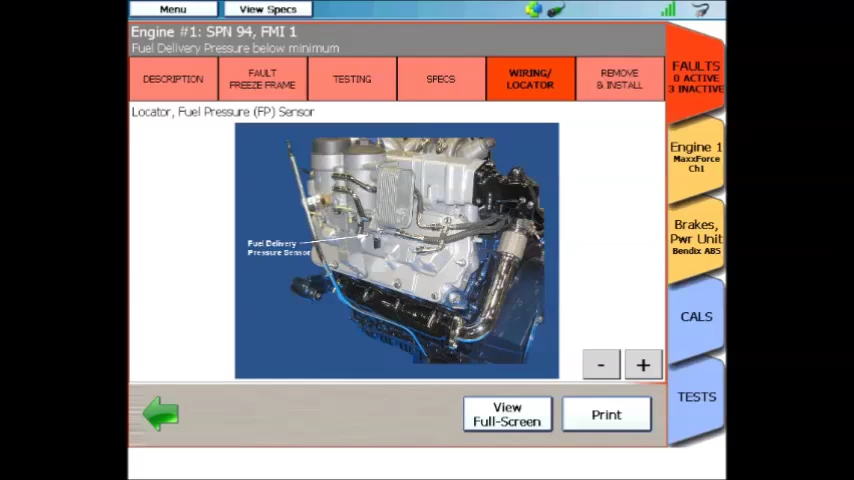 Menu
View Specs
Engine #1: SPN 94, FMI 1
Fuel Delivery Pressure below minimum
DESCRIPTION
FAULT
FREEZE FRAME
TESTING
SPECS
WIRING/
LOCATOR
REMOVE
& INSTALL
FAULTS
0 ACTIVE
3 INACTIVE
Locator, Fuel Pressure (FP) Sensor
Engine 1
MaxxForce
Ch1
Brakes,
Pwr Unit
Bendix ABS
Fuel Delivery
Pressure Sensor
CALS
- +
TESTS
View
Full-Screen
Print